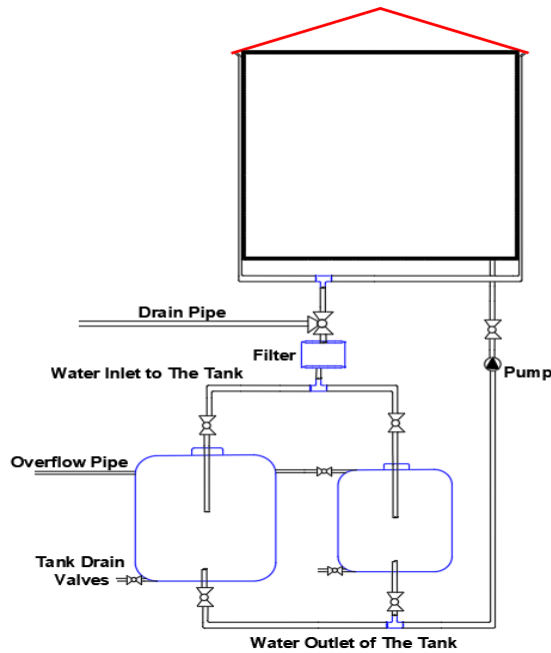 Drain Pipe
Filter
Water Inlet to The Tank
Pump
Overflow Pipe
Tank Drain
Valves
Water Outlet of The Tank